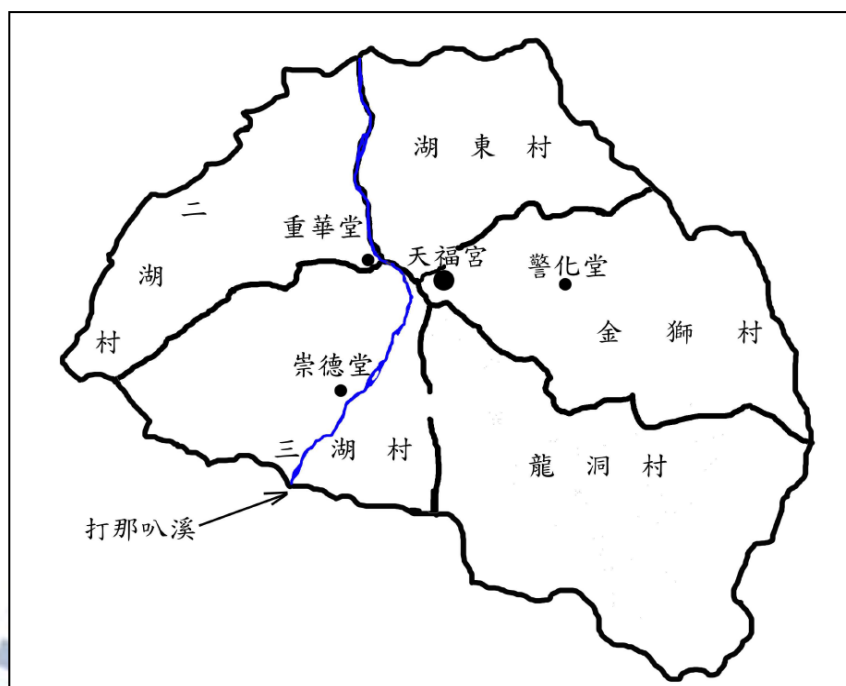 湖東村
二湖村
重華堂
天福宮
警化堂
金獅村
崇德堂
三湖村
龍洞村
打那叭溪